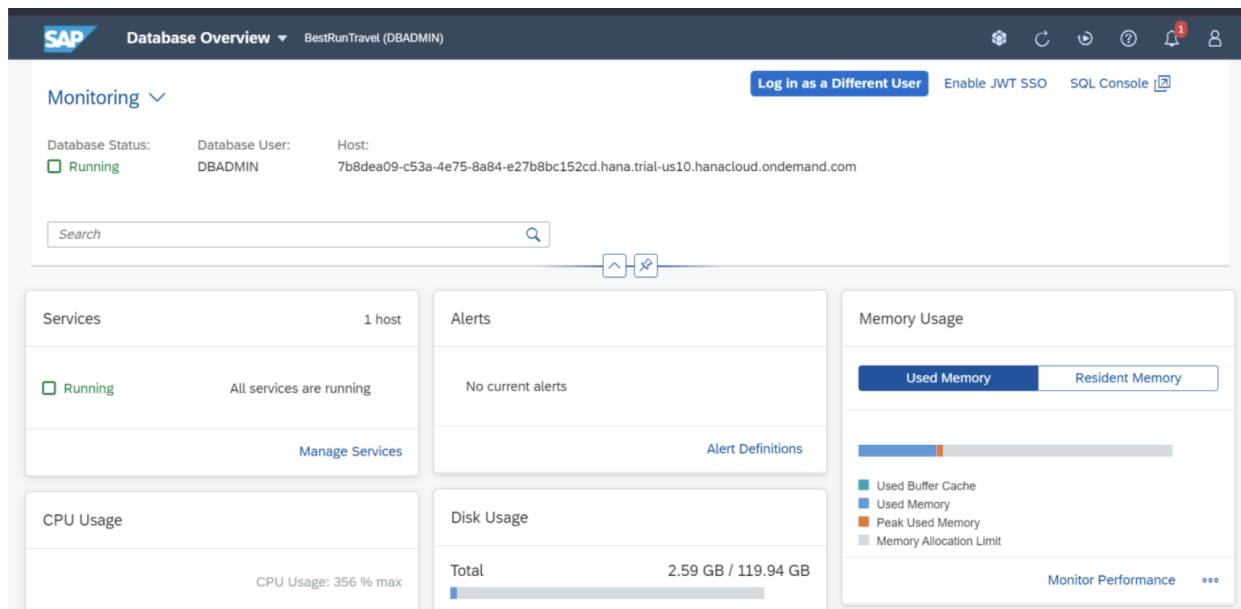 SAP Database Overview BestRunTravel (DBADMIN) 1
Monitoring
Log in as a Different User Enable JWT SSO SQL Console
Database Status: Database User: Host:
Running DBADMIN 7b8dea09-c53a-4e75-8a84-e27b8bc152cd.hana.trial-us10.hanacloud.ondemand.com
Search
Services 1 host
Running All services are running
Manage Services
Alerts
No current alerts
Alert Definitions
Memory Usage
Used Memory Resident Memory
Used Buffer Cache
Used Memory
Peak Used Memory
Memory Allocation Limit
Monitor Performance
CPU Usage
CPU Usage: 356 % max
Disk Usage
Total 2.59 GB / 119.94 GB